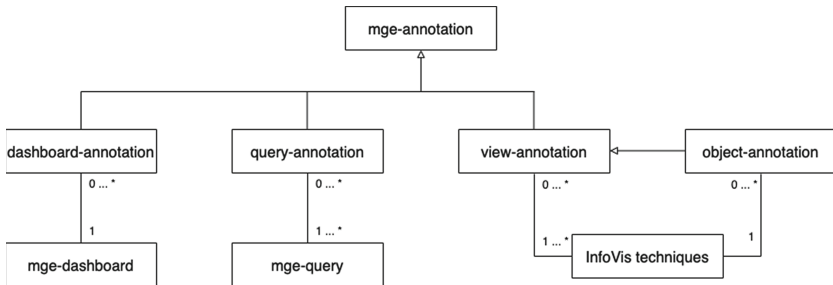 mge-annotation
dashboard-annotation
query-annotation
view-annotation
object-annotation
0 ... *
0 ... *
0 ... *
0 ... *
1
1 ... *
1 ... *
1
mge-dashboard
mge-query
InfoVis techniques